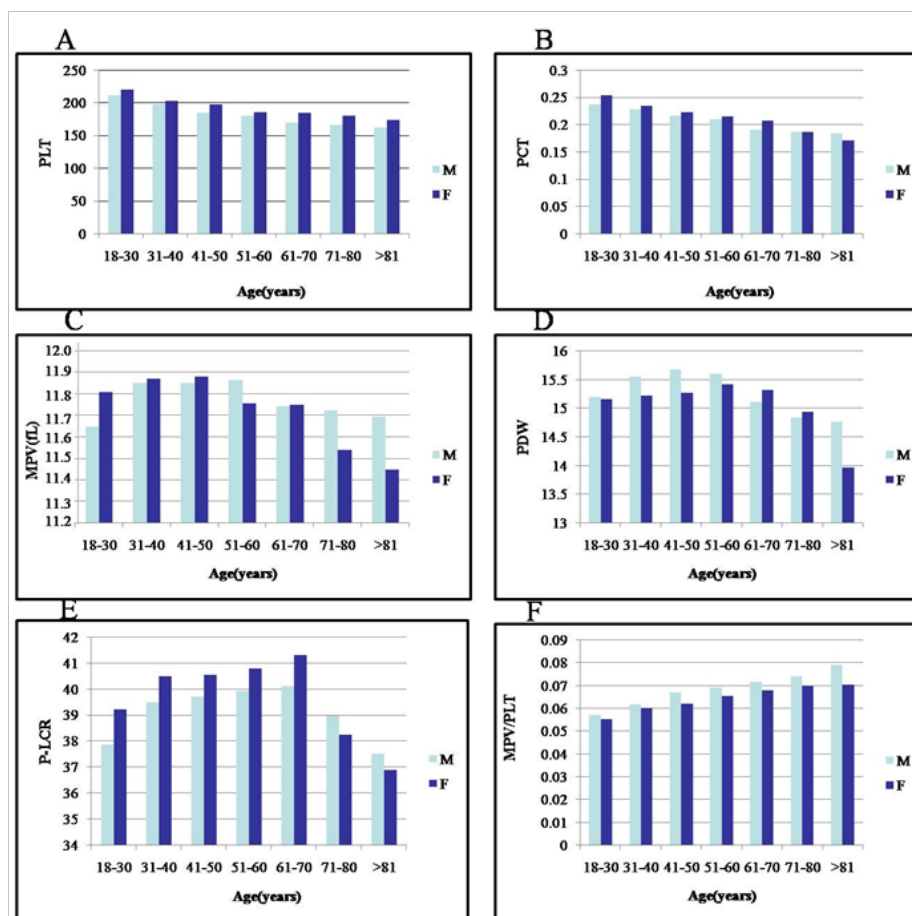 A
PLT
250
200
150
100
50
0
18-30 31-40 41-50 51-60 61-70 71-80 >81
Age(years)
M
F
B
PCT
0.3
0.25
0.2
0.15
0.1
0.05
0
18-30 31-40 41-50 51-60 61-70 71-80 >81
Age(years)
M
F
C
MPV(fL)
12.0
11.9
11.8
11.7
11.6
11.4
11.3
11.2
18-30 31-40 41-50 51-60 61-70 71-80 >81
Age(years)
M
F
D
PDW
16
15.5
15
14.5
14
13.5
13
18-30 31-40 41-50 51-60 61-70 71-80 >81
Age(years)
M
F
E
P-LCR
42
41
40
39
38
37
36
35
34
18-30 31-40 41-50 51-60 61-70 71-80 >81
Age(years)
M
F
F
MPV/PLT
0.09
0.08
0.07
0.06
0.05
0.04
0.03
0.02
0.01
0
18-30 31-40 41-50 51-60 61-70 71-80 >81
Age(years)
M
F